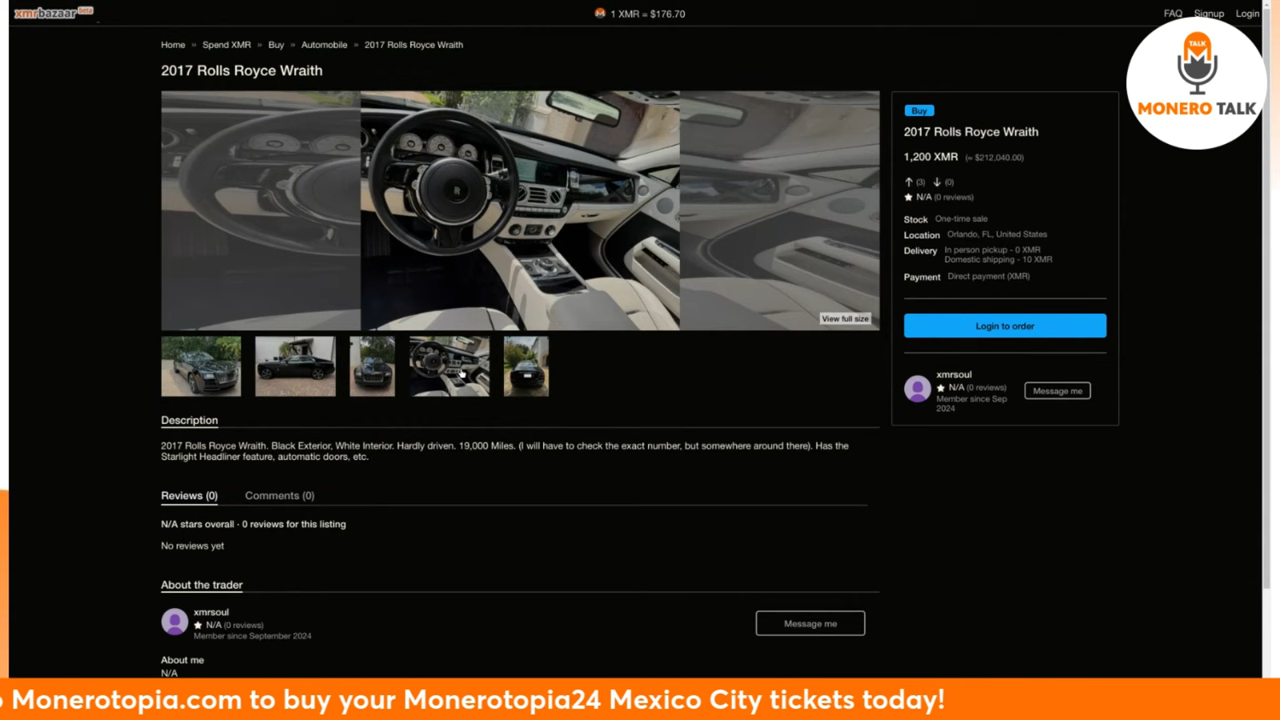 xmrbazaar beta
1 XMR = $176.70
FAQ Signup Login
TALK
MONERO TALK
Home » Spend XMR » Buy » Automobile » 2017 Rolls Royce Wraith
2017 Rolls Royce Wraith
View full size
Buy
2017 Rolls Royce Wraith
1,200 XMR (≈ $212,040.00)
(3) (0)
N/A (0 reviews)
Stock One-time sale
Location Orlando, FL, United States
Delivery In person pickup - 0 XMR
Domestic shipping - 10 XMR
Payment Direct payment (XMR)
Login to order
xmrsoul
N/A (0 reviews)
Member since Sep
2024
Message me
Description
2017 Rolls Royce Wraith. Black Exterior, White Interior. Hardly driven. 19,000 Miles. (I will have to check the exact number, but somewhere around there). Has the
Starlight Headliner feature, automatic doors, etc.
Reviews (0) Comments (0)
N/A stars overall - 0 reviews for this listing
No reviews yet
About the trader
xmrsoul
N/A (0 reviews)
Member since September 2024
Message me
About me
N/A
Monerotopia.com to buy your Monerotopia24 Mexico City tickets today!